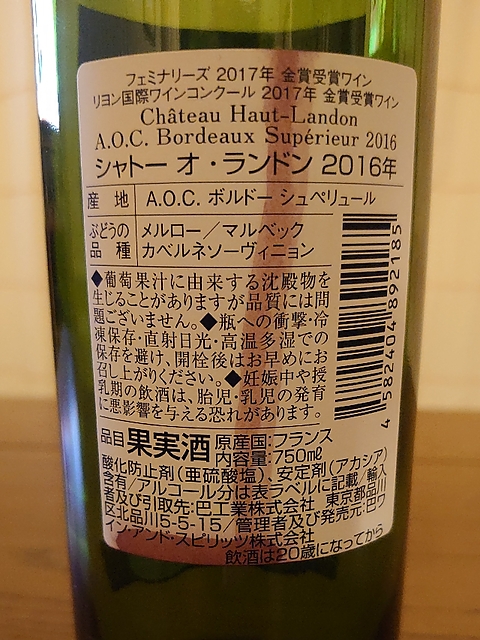 フェミナリーズ 2017年 金賞受賞ワイン
リヨン国際ワインコンクール 2017年 金賞受賞ワイン
Château Haut-Landon
A.O.C. Bordeaux Supérieur 2016
シャトー オ・ランドン 2016年
産 地 A.O.C. ボルドー シュペリュール
ぶどうの品種 メルロー／マルベック
カベルネソーヴィニョン
◆葡萄果汁に由来する沈殿物を
生じることがありますが品質には問
題ございません。◆瓶への衝撃・冷
凍保存・直射日光・高温多湿での
保存を避け、開栓後はお早めにお
召し上がりください。◆妊娠中や授
乳期の飲酒は、胎児・乳児の発育
に悪影響を与える恐れがあります。
4 582404 892185
品目 果実酒 原産国:フランス
内容量:750㎖
酸化防止剤(亜硫酸塩)、安定剤(アカシア)
含有/アルコール分は表ラベルに記載/輸入
者及び引取先:巴工業株式会社 東京都品川
区北品川5-5-15/管理者及び発売元:巴ワ
イン・アンド・スピリッツ株式会社
飲酒は20歳になってから